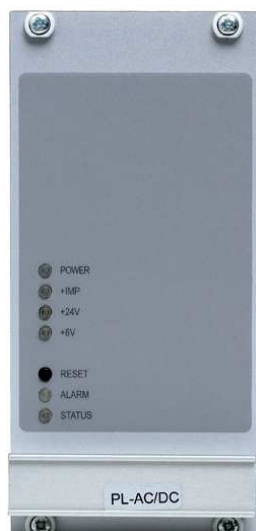 POWER
+IMP
+24V
+8V
RESET
ALARM
STATUS
PL-AC/DC